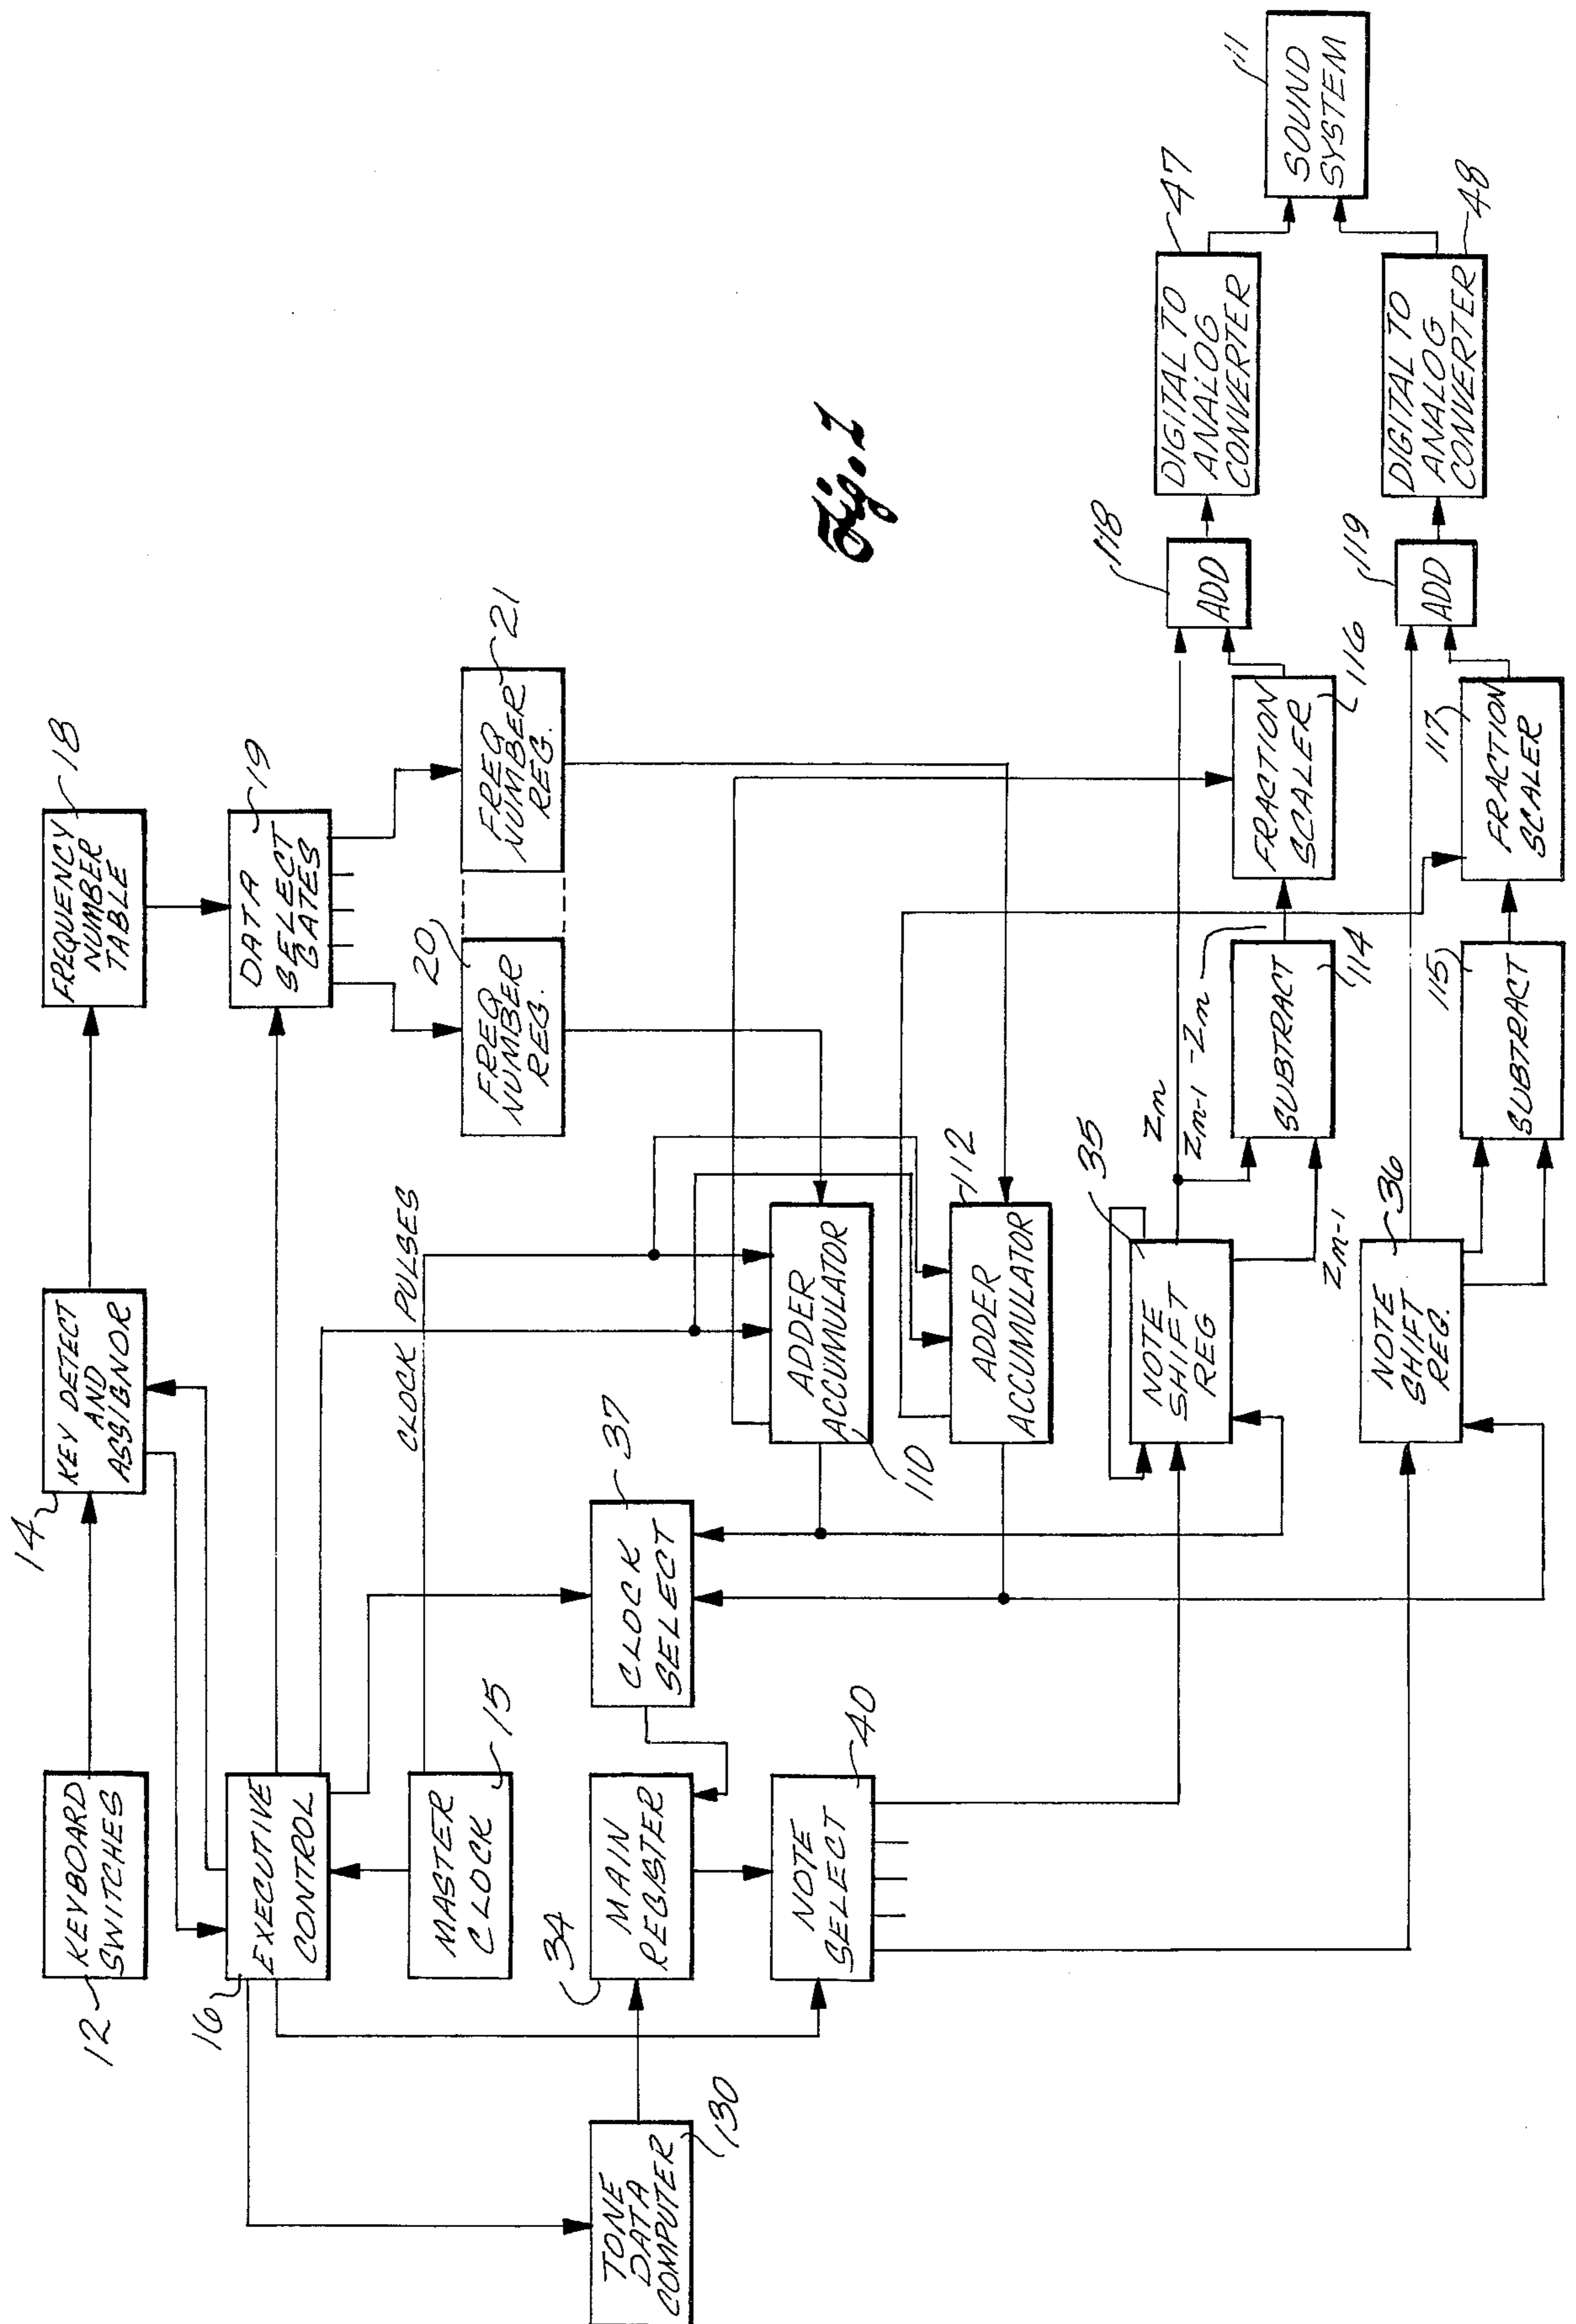 12
KEYBOARD
SWITCHES
14
KEY DETECT
AND
ASSIGNOR
FREQUENCY
NUMBER
TABLE
18
16
EXECUTIVE
CONTROL
DATA
SELECT
GATES
19
MASTER
CLOCK
15
CLOCK PULSES
20
FREQ
NUMBER
REG.
FREQ
NUMBER
REG.
21
TONE
DATA
COMPUTER
130
34
MAIN
REGISTER
CLOCK
SELECT
37
NOTE
SELECT
40
ADDER
ACCUMULATOR
110
ADDER
ACCUMULATOR
112
Fig. 1
NOTE
SHIFT
REG
35
Zm
Zm-1 -Zm
Zm-1
SUBTRACT
114
FRACTION
SCALER
116
ADD
118
DIGITAL TO
ANALOG
CONVERTER
47
SOUND
SYSTEM
11
NOTE
SHIFT
REG.
36
SUBTRACT
115
FRACTION
SCALER
117
ADD
119
DIGITAL TO
ANALOG
CONVERTER
48